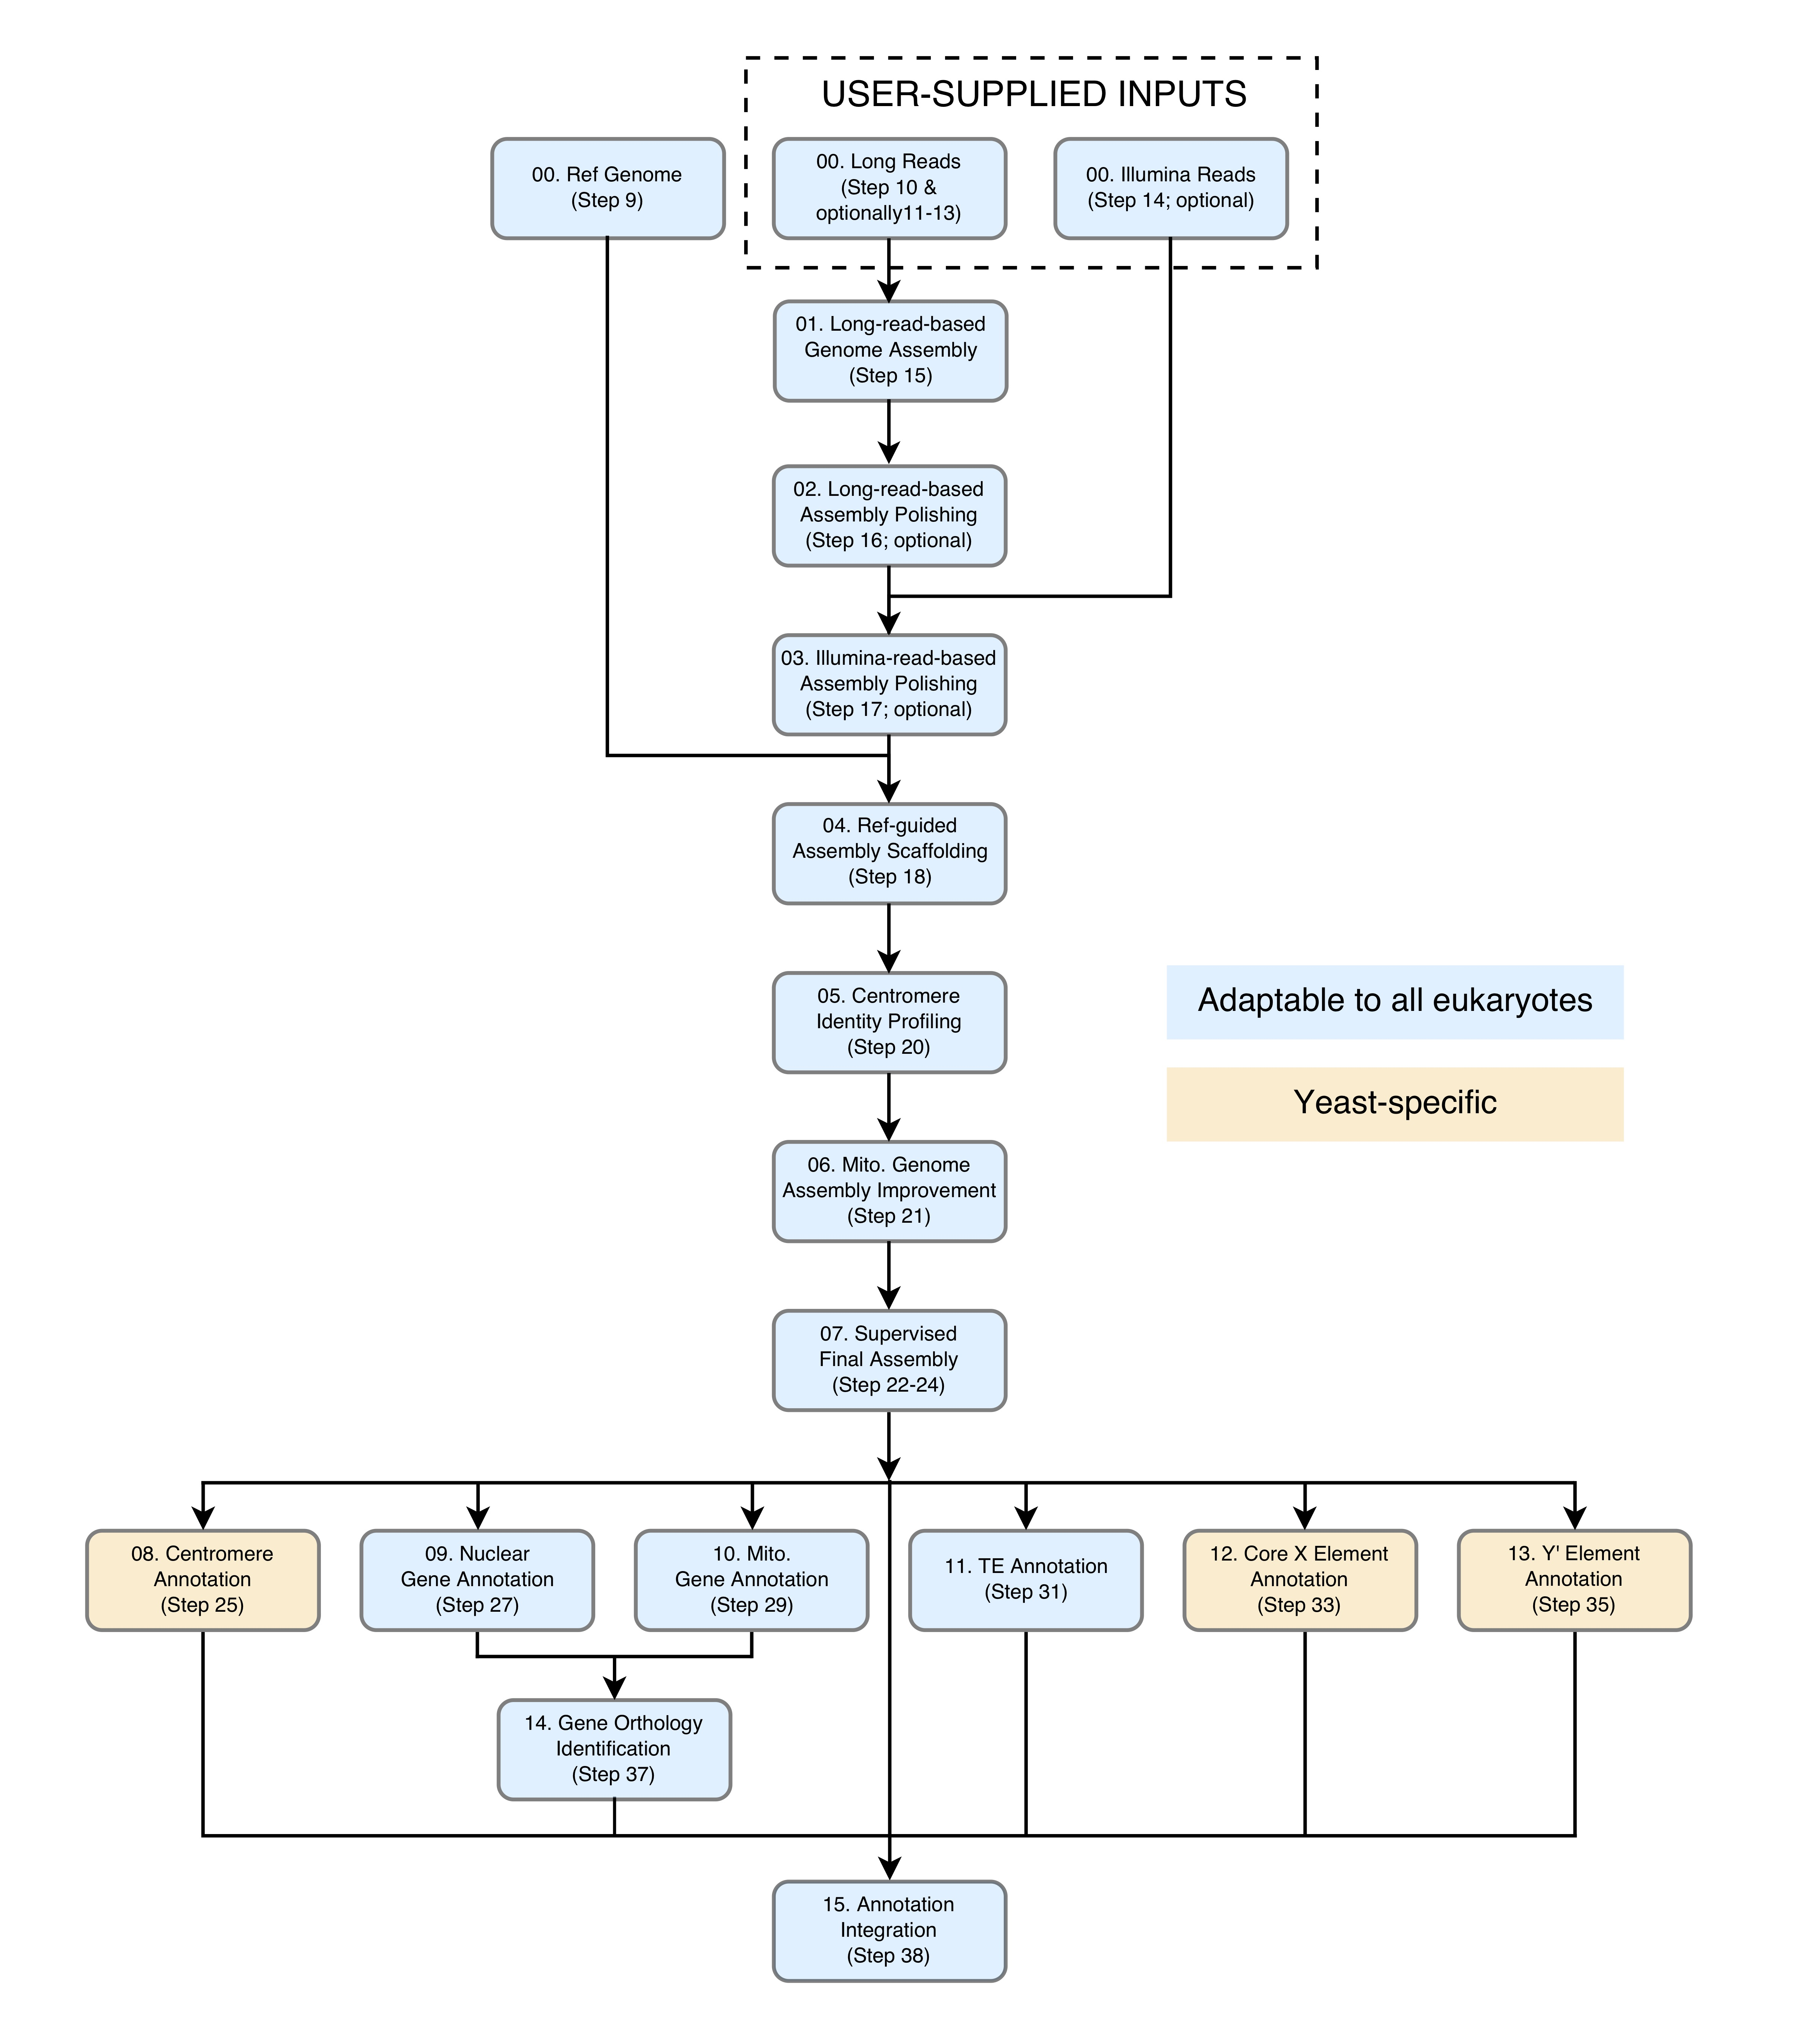 USER-SUPPLIED INPUTS
00. Ref Genome
(Step 9)
00. Long Reads
(Step 10 &
optionally11-13)
00. Illumina Reads
(Step 14; optional)
01. Long-read-based
Genome Assembly
(Step 15)
02. Long-read-based
Assembly Polishing
(Step 16; optional)
03. Illumina-read-based
Assembly Polishing
(Step 17; optional)
04. Ref-guided
Assembly Scaffolding
(Step 18)
05. Centromere
Identity Profiling
(Step 20)
Adaptable to all eukaryotes
Yeast-specific
06. Mito. Genome
Assembly Improvement
(Step 21)
07. Supervised
Final Assembly
(Step 22-24)
08. Centromere
Annotation
(Step 25)
09. Nuclear
Gene Annotation
(Step 27)
10. Mito.
Gene Annotation
(Step 29)
11. TE Annotation
(Step 31)
12. Core X Element
Annotation
(Step 33)
13. Y' Element
Annotation
(Step 35)
14. Gene Orthology
Identification
(Step 37)
15. Annotation
Integration
(Step 38)